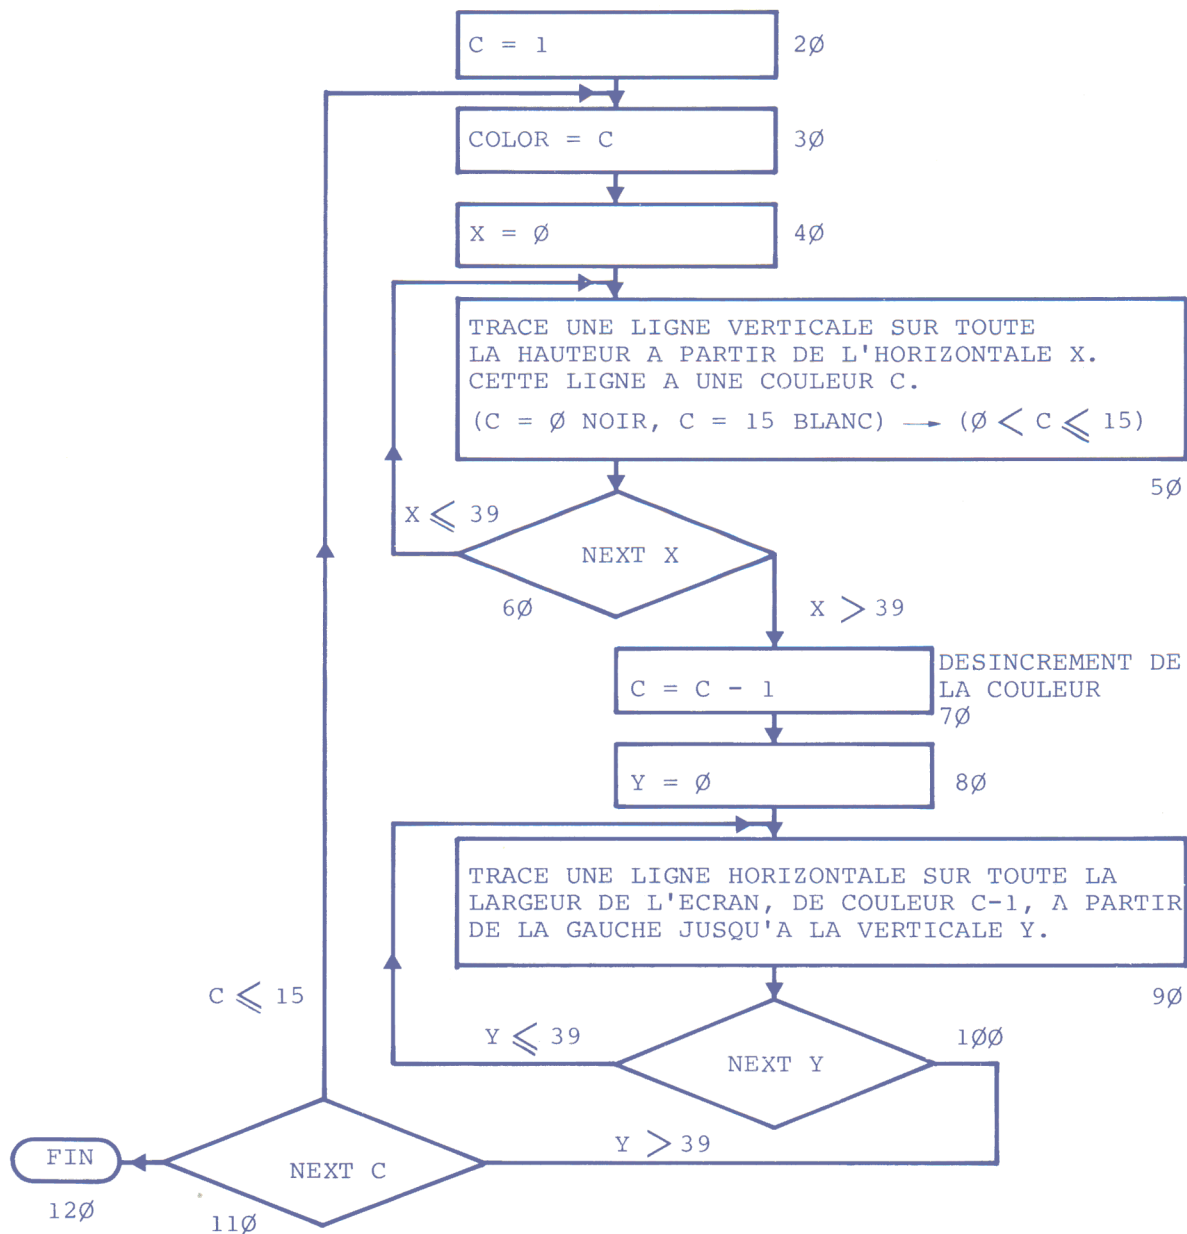 C = 1
2Ø
COLOR = C
3Ø
X = Ø
4Ø
TRACE UNE LIGNE VERTICALE SUR TOUTE
LA HAUTEUR A PARTIR DE L'HORIZONTALE X.
CETTE LIGNE A UNE COULEUR C.
(C = Ø NOIR, C = 15 BLANC) → (Ø < C ⩽ 15)
5Ø
X ⩽ 39
NEXT X
6Ø
X > 39
C = C - 1
DESINCREMENT DE
LA COULEUR
7Ø
Y = Ø
8Ø
TRACE UNE LIGNE HORIZONTALE SUR TOUTE LA
LARGEUR DE L'ECRAN, DE COULEUR C-1, A PARTIR
DE LA GAUCHE JUSQU'A LA VERTICALE Y.
9Ø
C ⩽ 15
Y ⩽ 39
NEXT Y
1ØØ
Y > 39
FIN
NEXT C
12Ø
11Ø